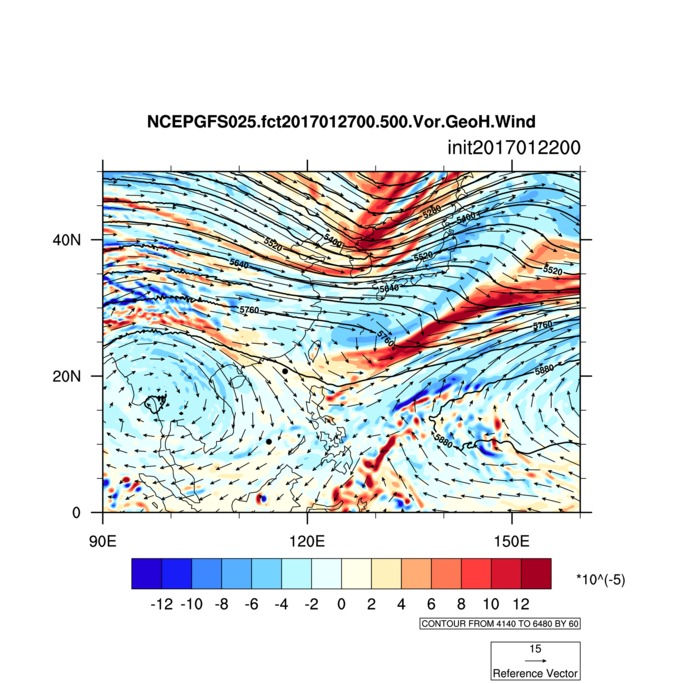 NCEPGFS025.fct2017012700.500.Vor.GeoH.Wind
init2017012200
40N
20N
0
90E 120E 150E
5280
5400
5400
5520
5520
5520
5640
5640
5760
5760
5760
5880
5880
-12 -10 -8 -6 -4 -2 0 2 4 6 8 10 12
*10^(-5)
CONTOUR FROM 4140 TO 6480 BY 60
15
Reference Vector